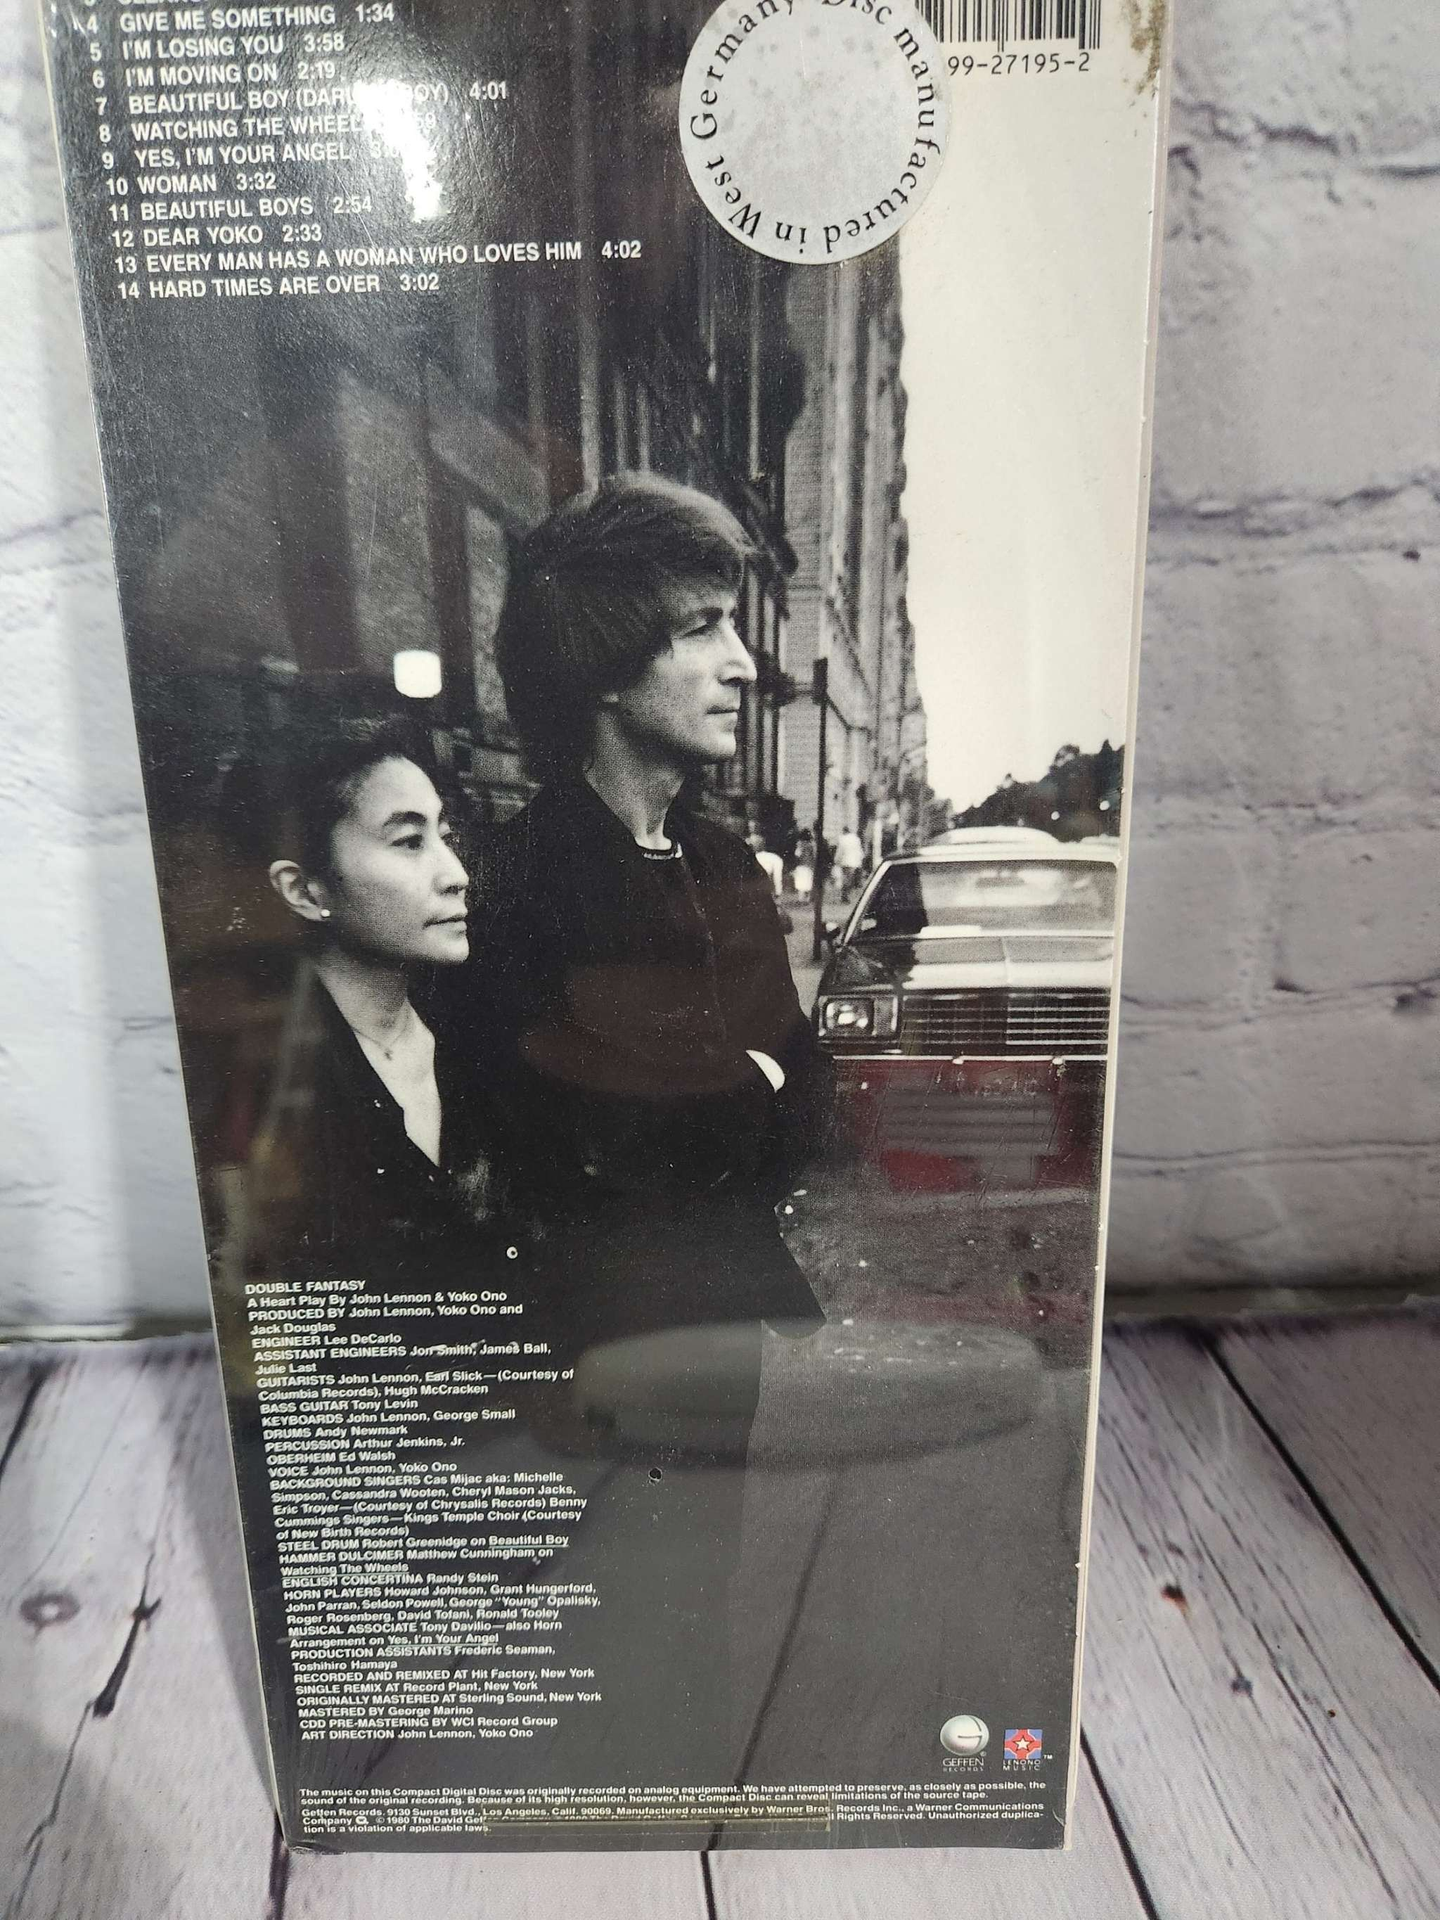 4 GIVE ME SOMETHING 1:34
5 I'M LOSING YOU 3:58
6 I'M MOVING ON 2:19
7 BEAUTIFUL BOY 4:01
8 WATCHING THE
9 YES, I'M YOUR ANGEL
10 WOMAN 3:32
11 BEAUTIFUL BOYS 2:54
12 DEAR YOKO 2:33
13 EVERY MAN HAS A WOMAN WHO LOVES HIM 4:02
14 HARD TIMES ARE OVER 3:02
Disc manufactured in West Germany
99-27195-2
DOUBLE FANTASY
A Heart Play By John Lennon & Yoko Ono
PRODUCED BY John Lennon, Yoko Ono and
Jack Douglas
ENGINEER Lee DeCarlo
ASSISTANT ENGINEERS Jon Smith, James Ball,
Julie Last
GUITARISTS John Lennon, Earl Slick—(Courtesy of
Columbia Records), Hugh McCracken
BASS GUITAR Tony Levin
KEYBOARDS John Lennon, George Small
DRUMS Andy Newmark
PERCUSSION Arthur Jenkins, Jr.
OBERHEIM Ed Walsh
VOICE John Lennon, Yoko Ono
BACKGROUND SINGERS Cas Mijac aka: Michelle
Simpson, Cassandra Wooten, Cheryl Mason Jacks,
Eric Troyer—(Courtesy of Chrysalis Records) Benny
Cummings Singers—Kings Temple Choir (Courtesy
of New Birth Records)
STEEL DRUM Robert Greenidge on Beautiful Boy
HAMMER DULCIMER Matthew Cunningham on
Watching The Wheels
ENGLISH CONCERTINA Randy Stein
HORN PLAYERS Howard Johnson, Grant Hungerford,
John Parran, Seldon Powell, George "Young" Opalisky,
Roger Rosenberg, David Tofani, Ronald Tooley
MUSICAL ASSOCIATE Tony Davilio—also Horn
Arrangement on Yes, I'm Your Angel
PRODUCTION ASSISTANTS Frederic Seaman,
Toshihiro Hamaya
RECORDED AND REMIXED AT Hit Factory, New York
SINGLE REMIX AT Record Plant, New York
ORIGINALLY MASTERED AT Sterling Sound, New York
MASTERED BY George Marino
CDD PRE-MASTERING BY WCI Record Group
ART DIRECTION John Lennon, Yoko Ono
GEFFEN
RECORDS
LENONO
MUSIC
™
The music on this Compact Digital Disc was originally recorded on analog equipment. We have attempted to preserve, as closely as possible, the
sound of the original recording. Because of its high resolution, however, the Compact Disc can reveal limitations of the source tape.
Geffen Records. 9130 Sunset Blvd., Los Angeles, Calif. 90069. Manufactured exclusively by Warner Bros. Records Inc., a Warner Communications
Company © 1980 The David Rights Reserved. Unauthorized duplica-
tion is a violation of applicable laws.